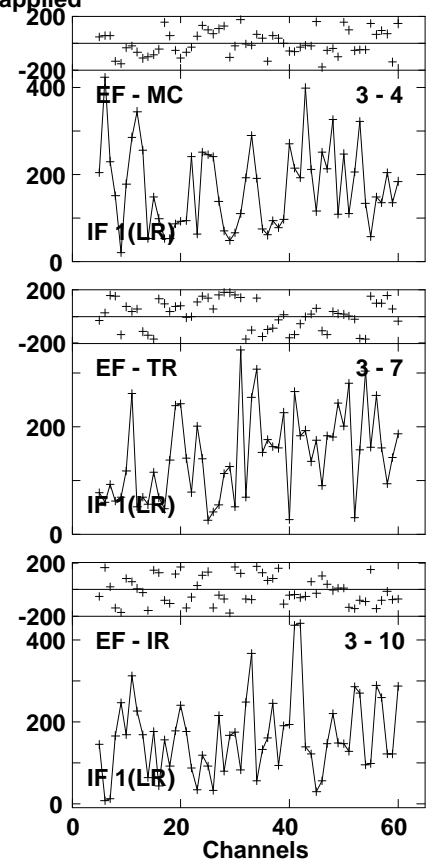 applied
200
-200
400
EF - MC 3 - 4
200
IF 1(LR)
0
200
-200
EF - TR 3 - 7
200
IF 1(LR)
0
200
-200
400
EF - IR 3 - 10
200
IF 1(LR)
0
0 20 40 60
Channels